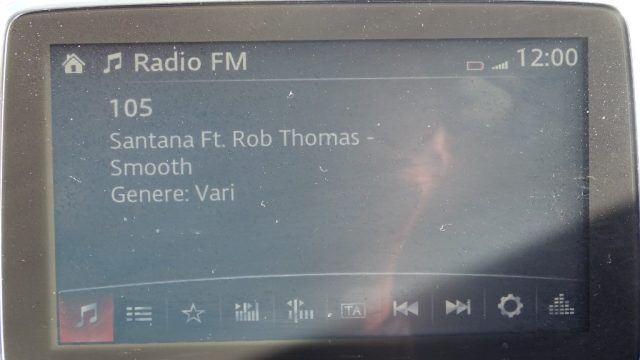 Radio FM 12:00
105
Santana Ft. Rob Thomas -
Smooth
Genere: Vari
TA